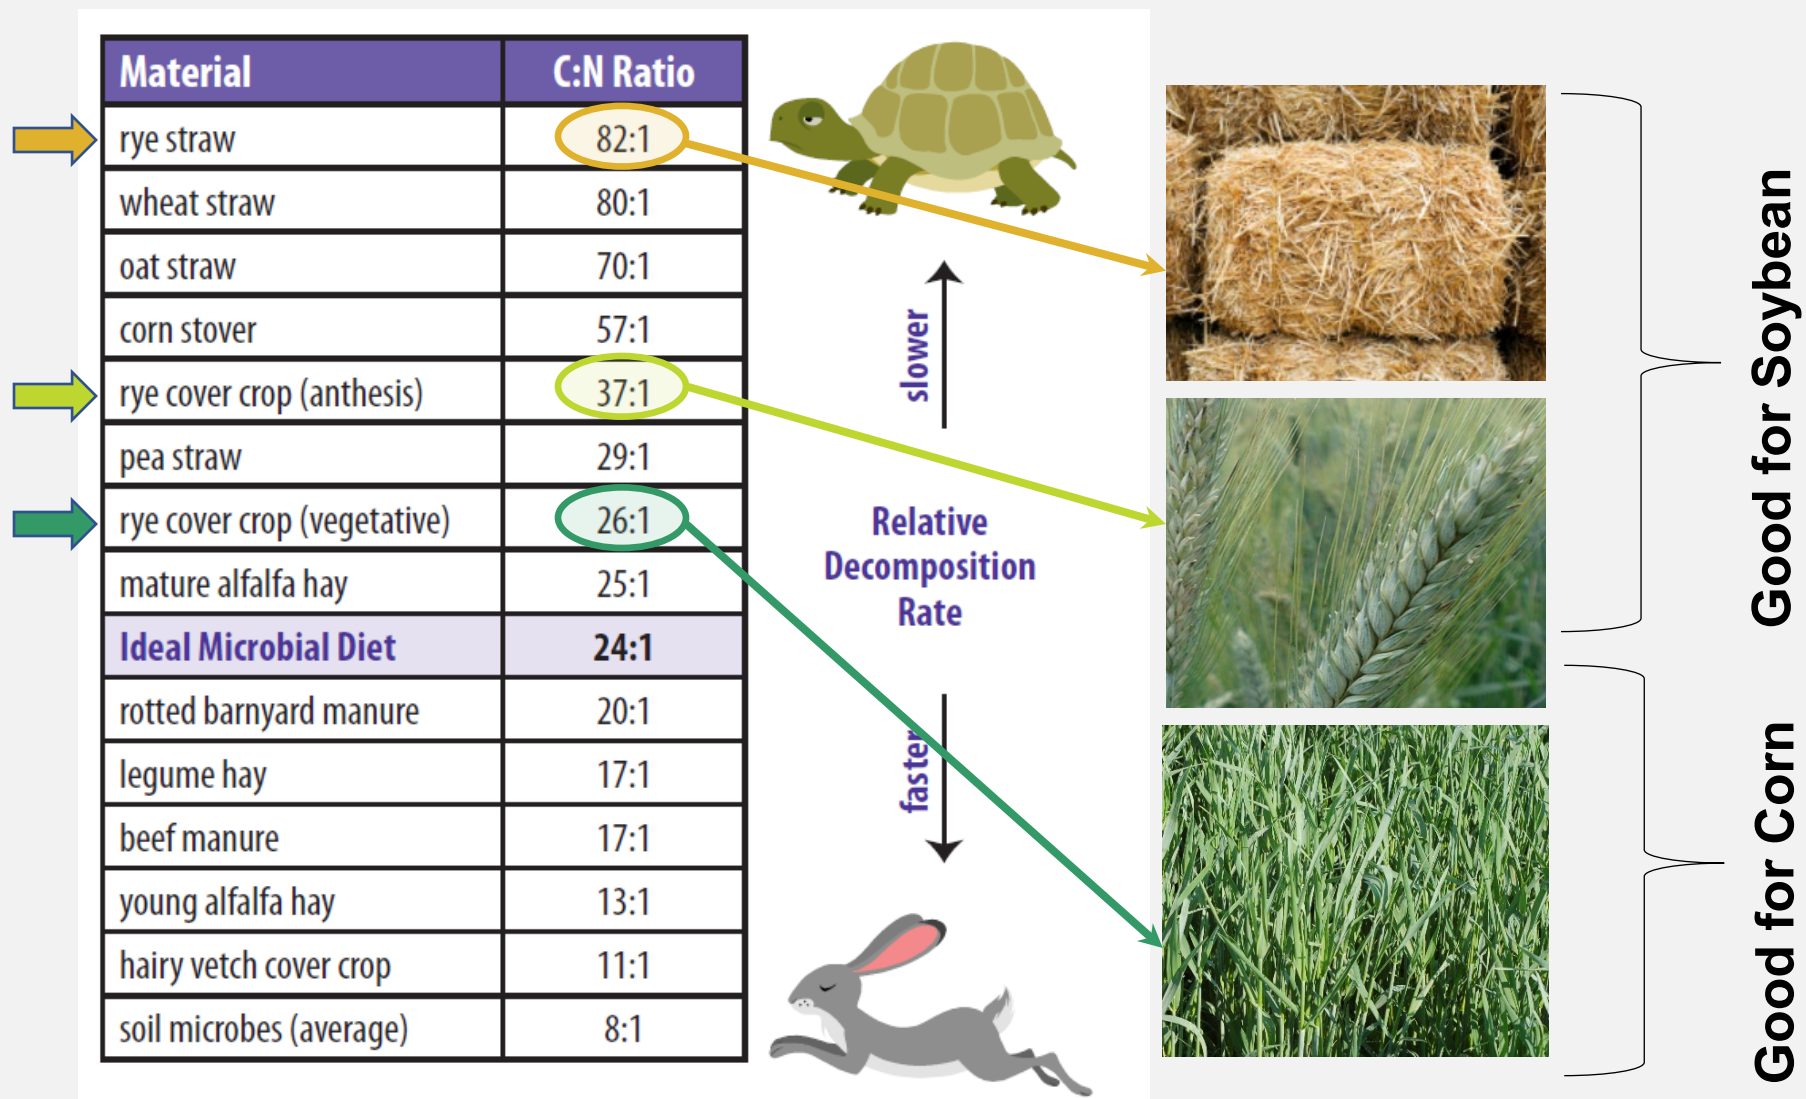 Material C:N Ratio
rye straw 82:1
wheat straw 80:1
oat straw 70:1
corn stover 57:1
rye cover crop (anthesis) 37:1
pea straw 29:1
rye cover crop (vegetative) 26:1
mature alfalfa hay 25:1
Ideal Microbial Diet 24:1
rotted barnyard manure 20:1
legume hay 17:1
beef manure 17:1
young alfalfa hay 13:1
hairy vetch cover crop 11:1
soil microbes (average) 8:1
slower
Relative
Decomposition
Rate
faster
Good for Soybean
Good for Corn